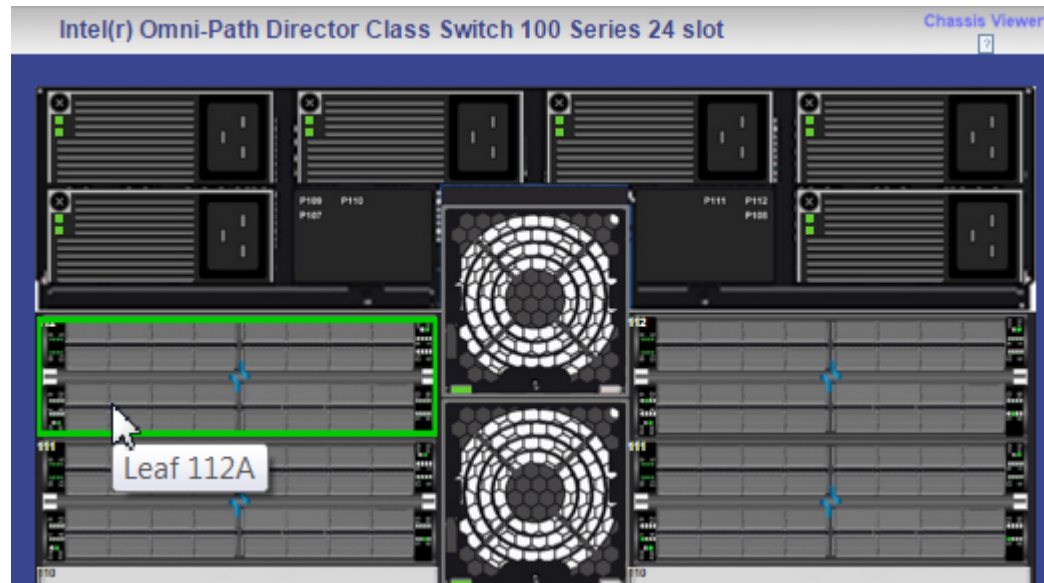 Intel(r) Omni-Path Director Class Switch 100 Series 24 slot
Chassis Viewer
?
P109 P110
P107
P111 P112
P108
112
Leaf 112A
111
111
110
110